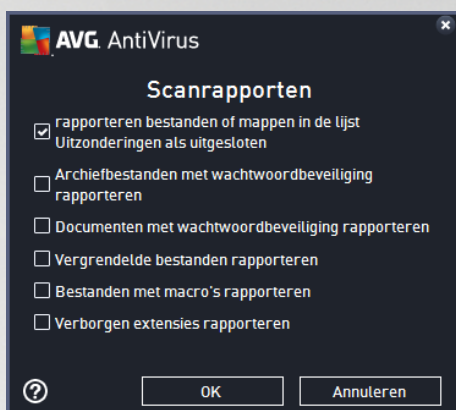 AVG. AntiVirus
Scanrapporten
rapporteren bestanden of mappen in de lijst
Uitzonderingen als uitgesloten
Archiefbestanden met wachtwoordbeveiliging
rapporteren
Documenten met wachtwoordbeveiliging rapporteren
Vergrendelde bestanden rapporteren
Bestanden met macro's rapporteren
Verborgen extensies rapporteren
? OK Annuleren